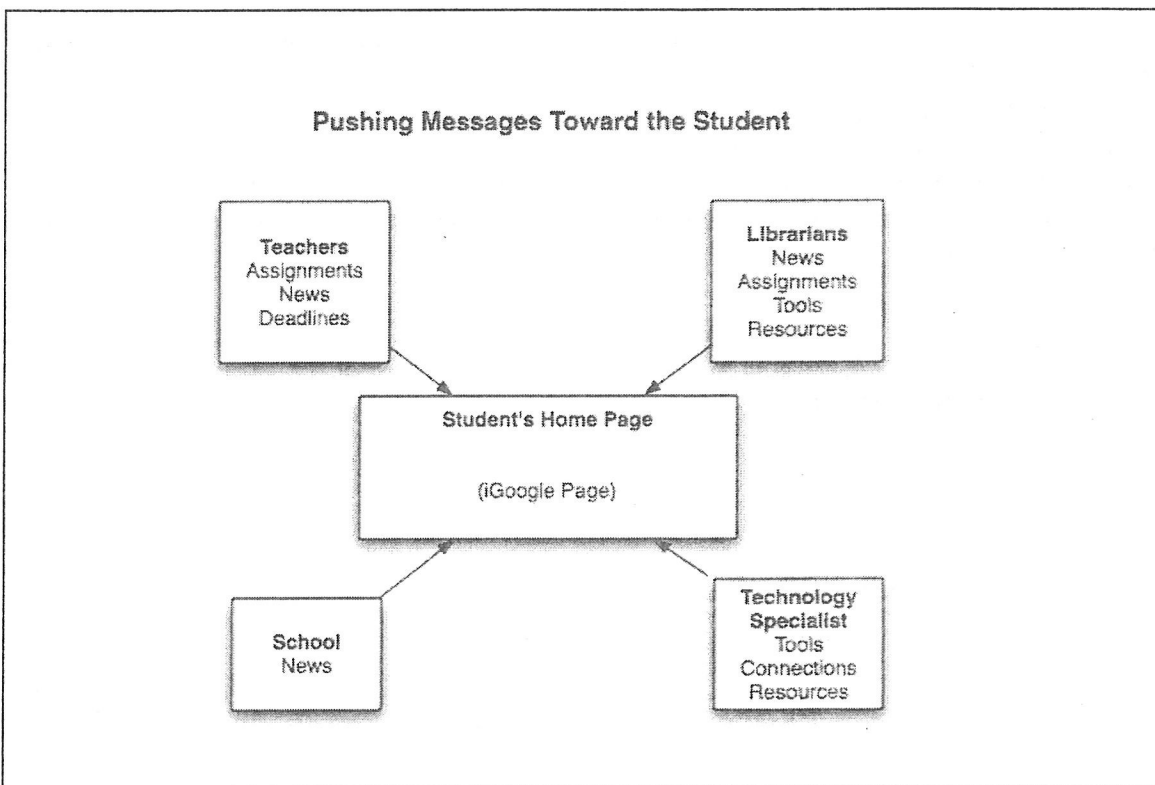 Pushing Messages Toward the Student
Teachers
Assignments
News
Deadlines
Librarians
News
Assignments
Tools
Resources
Student's Home Page
(iGoogle Page)
School
News
Technology
Specialist
Tools
Connections
Resources